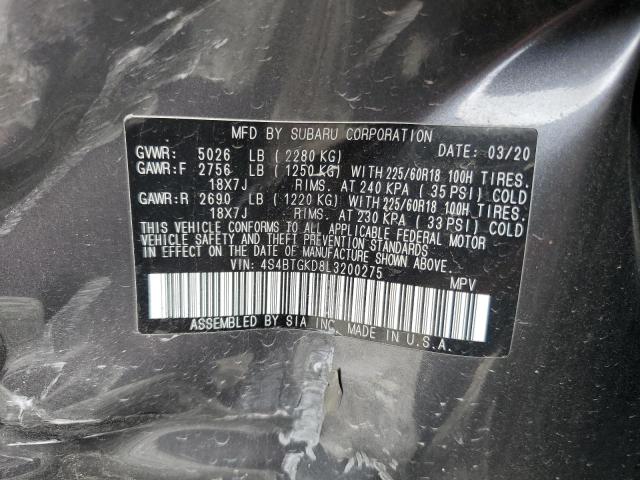 MFD BY SUBARU CORPORATION DATE: 03/20
GVWR: 5026 LB (2280 KG)
GAWR:F 2756 LB (1250 KG) WITH 225/60R18 100H TIRES.
18X7J RIMS. AT 240 KPA (35 PSI) COLD
GAWR:R 2690 LB (1220 KG) WITH 225/60R18 100H TIRES.
18X7J RIMS. AT 230 KPA (33 PSI) COLD
THIS VEHICLE CONFORMS TO ALL APPLICABLE FEDERAL MOTOR
VEHICLE SAFETY AND THEFT PREVENTION STANDARDS
IN EFFECT ON THE DATE OF MANUFACTURE SHOWN ABOVE.
VIN: 4S4BTGKD8L3200275 MPV
ASSEMBLED BY SIA INC. MADE IN U.S.A.